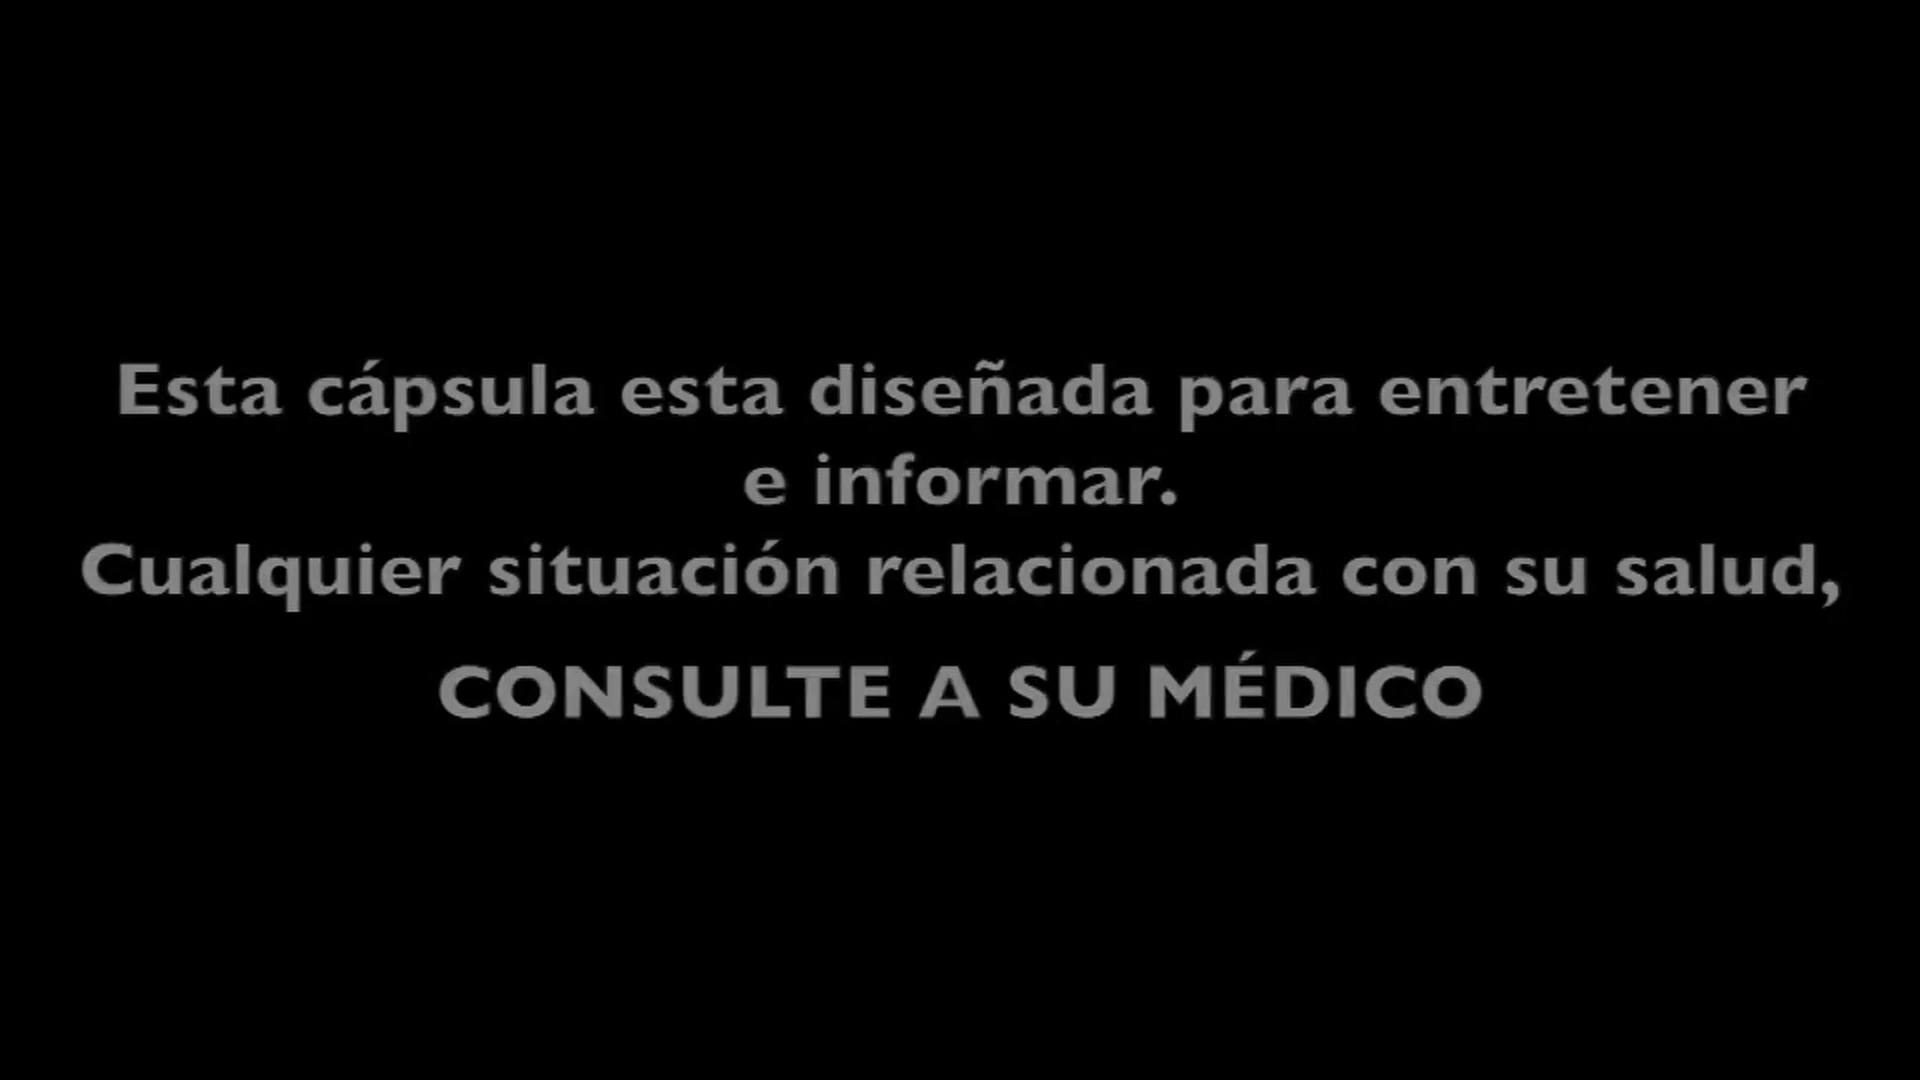 Esta cápsula esta diseñada para entretener
e informar.
Cualquier situación relacionada con su salud,
CONSULTE A SU MÉDICO